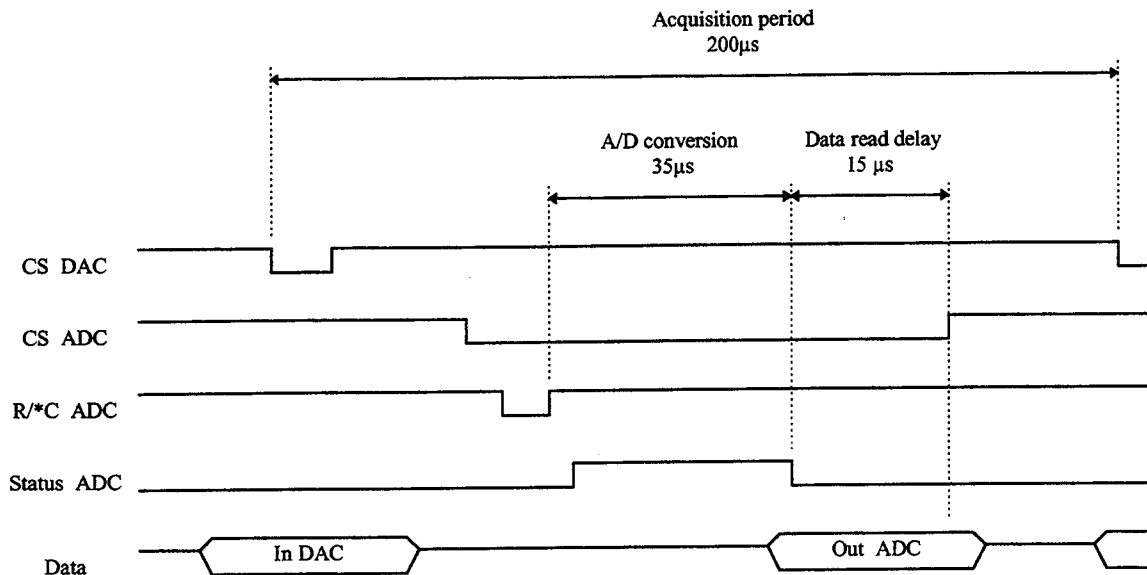 Acquisition period
200µs
A/D conversion
35µs
Data read delay
15 µs
CS DAC
CS ADC
R/*C ADC
Status ADC
Data
In DAC
Out ADC